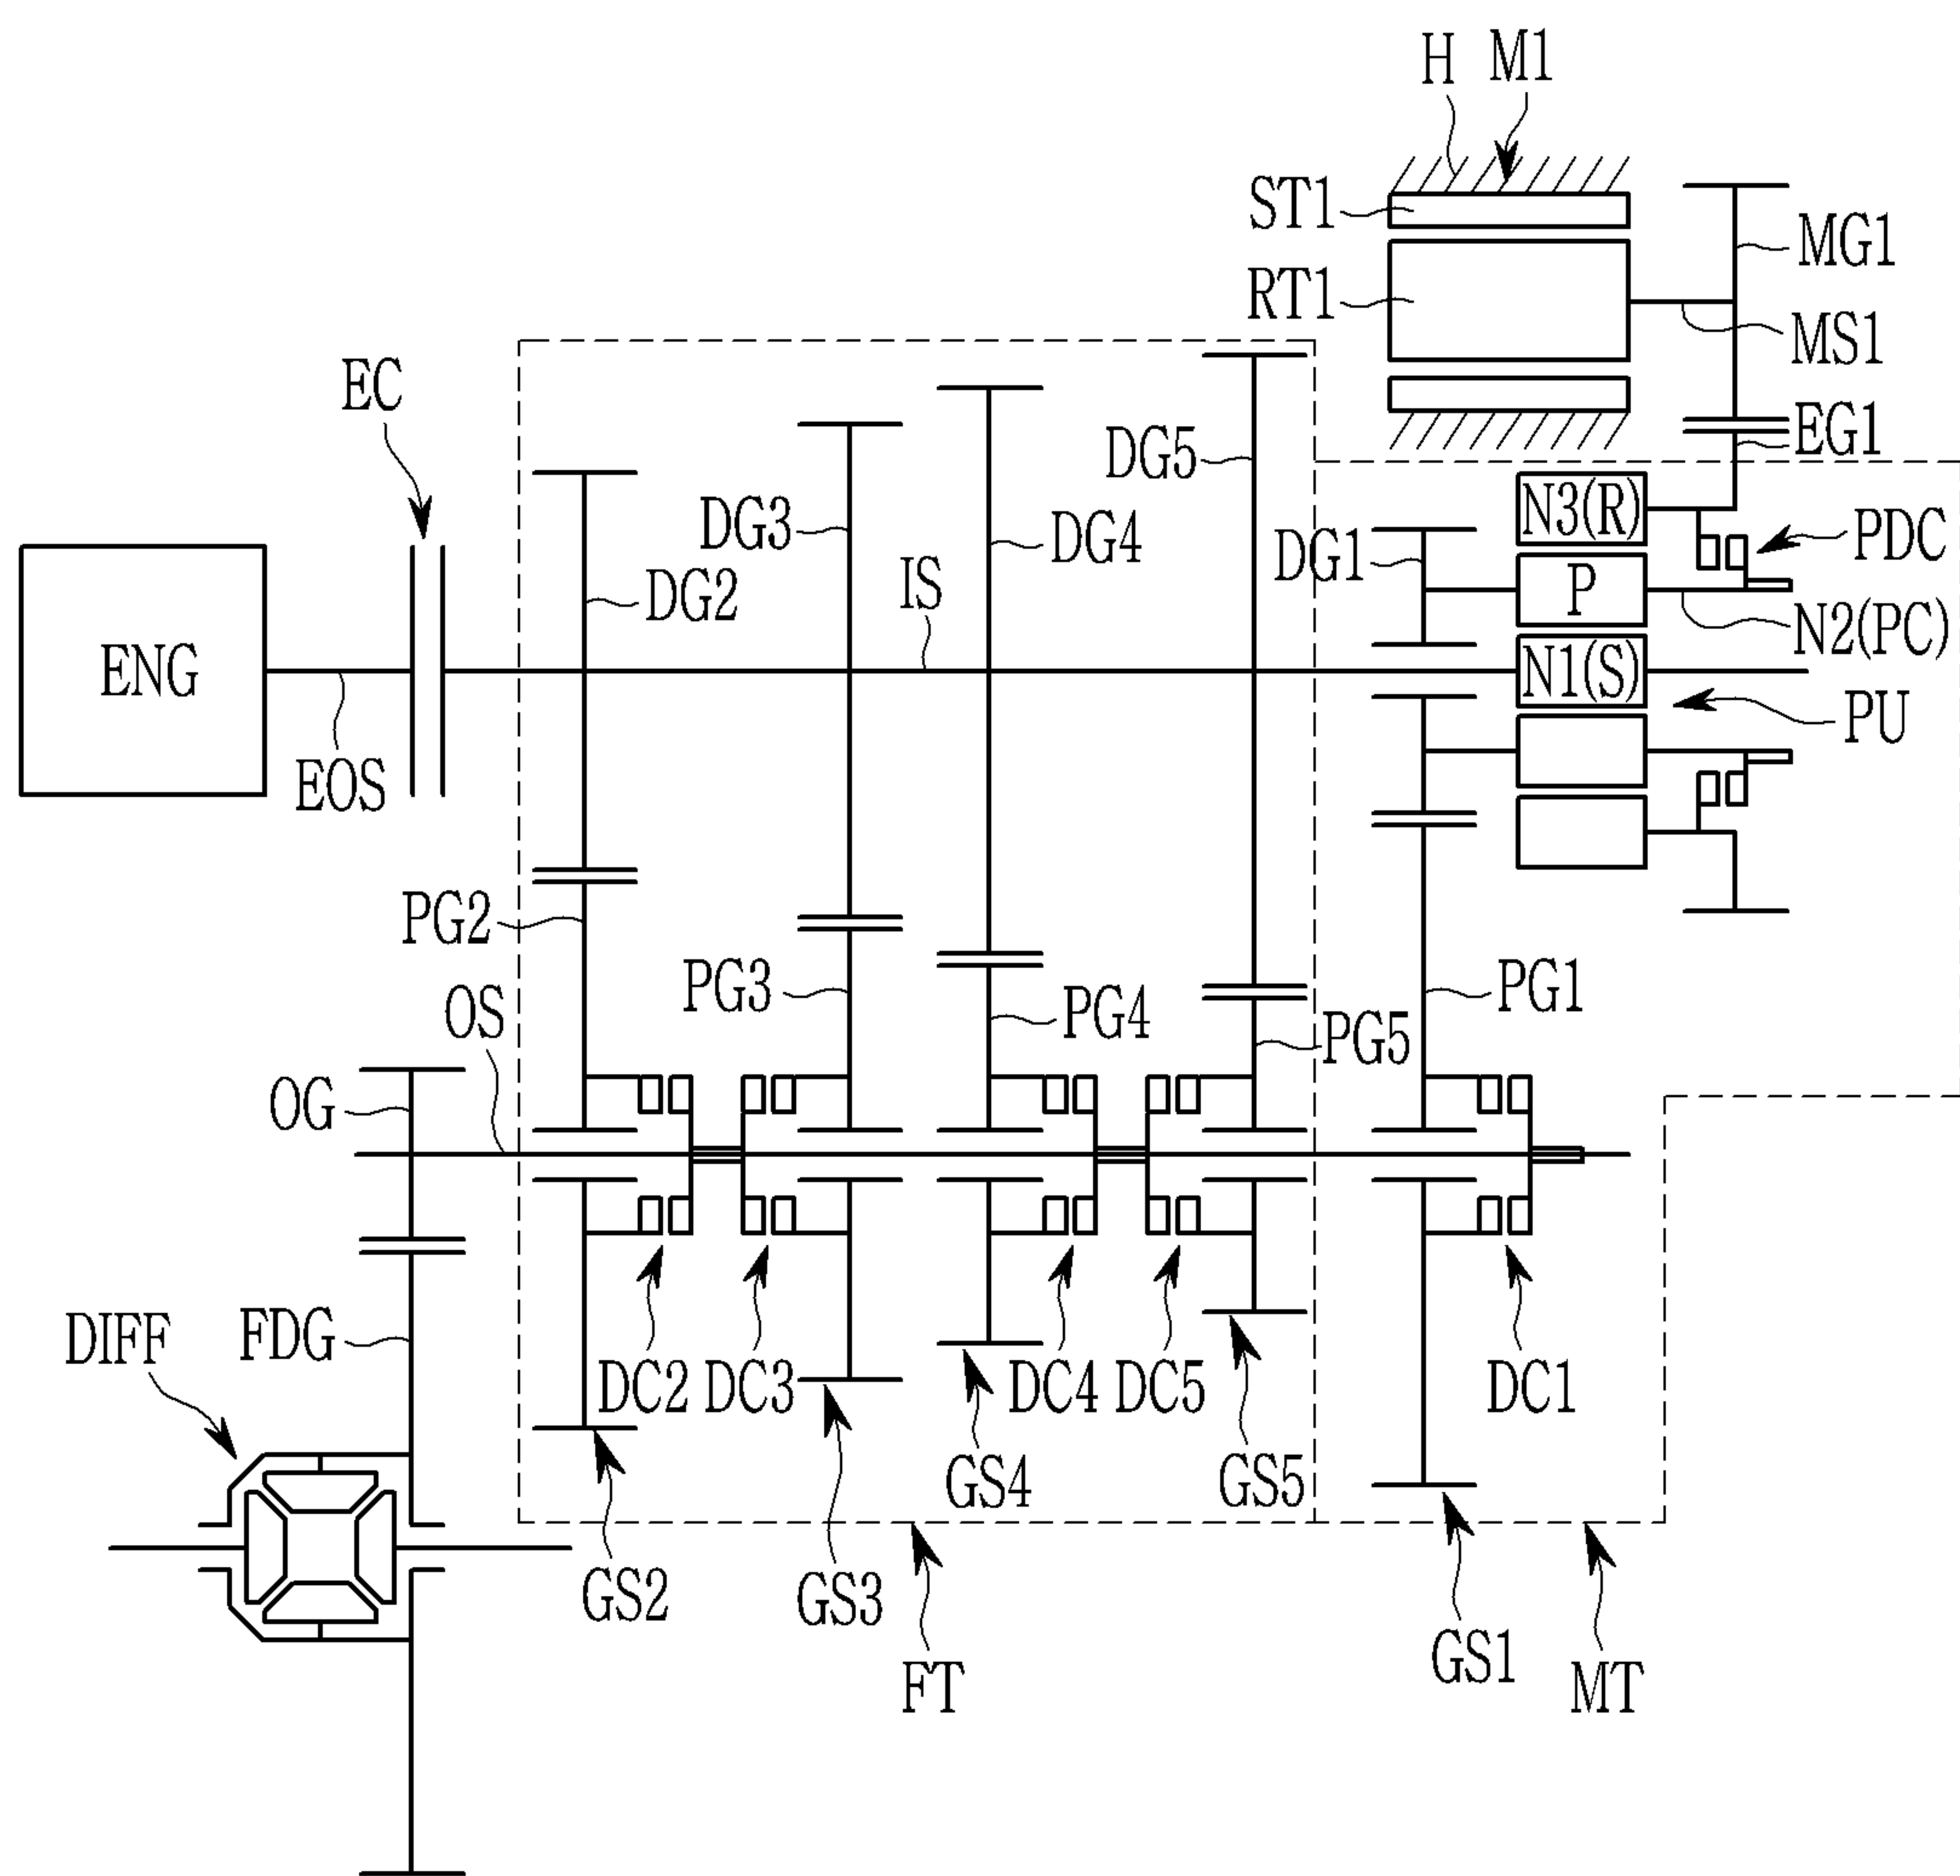 H M1
ST1
MG1
RT1
MS1
EC
EG1
DG5
DG3
N3(R)
PDC
DG4
DG1
DG2
IS
P
N2(PC)
ENG
N1(S)
PU
EOS
PG2
PG3
PG1
OS
PG4
PG5
OG
DIFF
FDG
DC2 DC3 DC4 DC5 DC1
GS4 GS5
GS2 GS3
GS1
FT MT